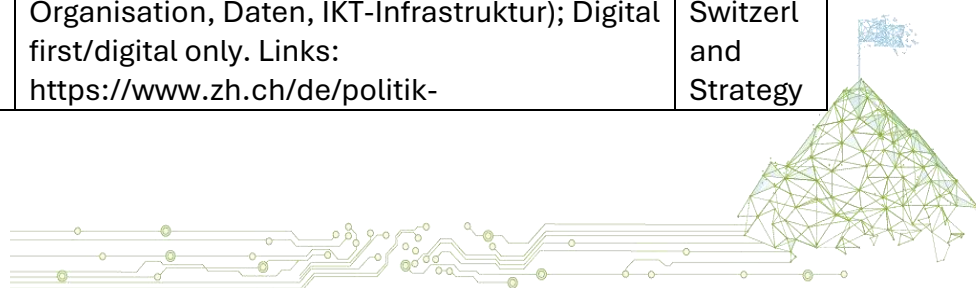 Organisation, Daten, IKT-Infrastruktur); Digital
first/digital only. Links:
https://www.zh.ch/de/politik-
Switzerl
and
Strategy